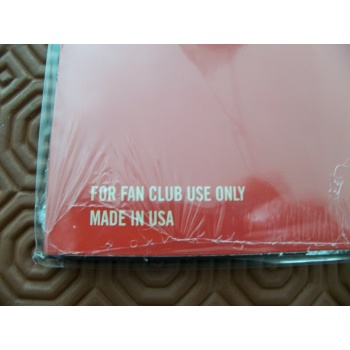 FOR FAN CLUB USE ONLY
MADE IN USA